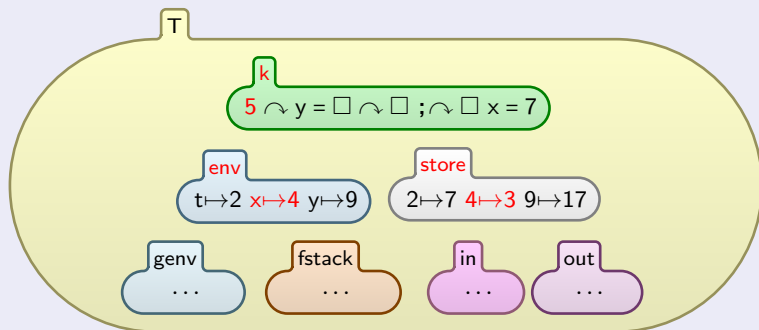 T
k
5 ↷ y = □ ↷ □ ;↷ □ x = 7
env store
t↦2 x↦4 y↦9 2↦7 4↦3 9↦17
genv fstack in out
··· ··· ··· ···